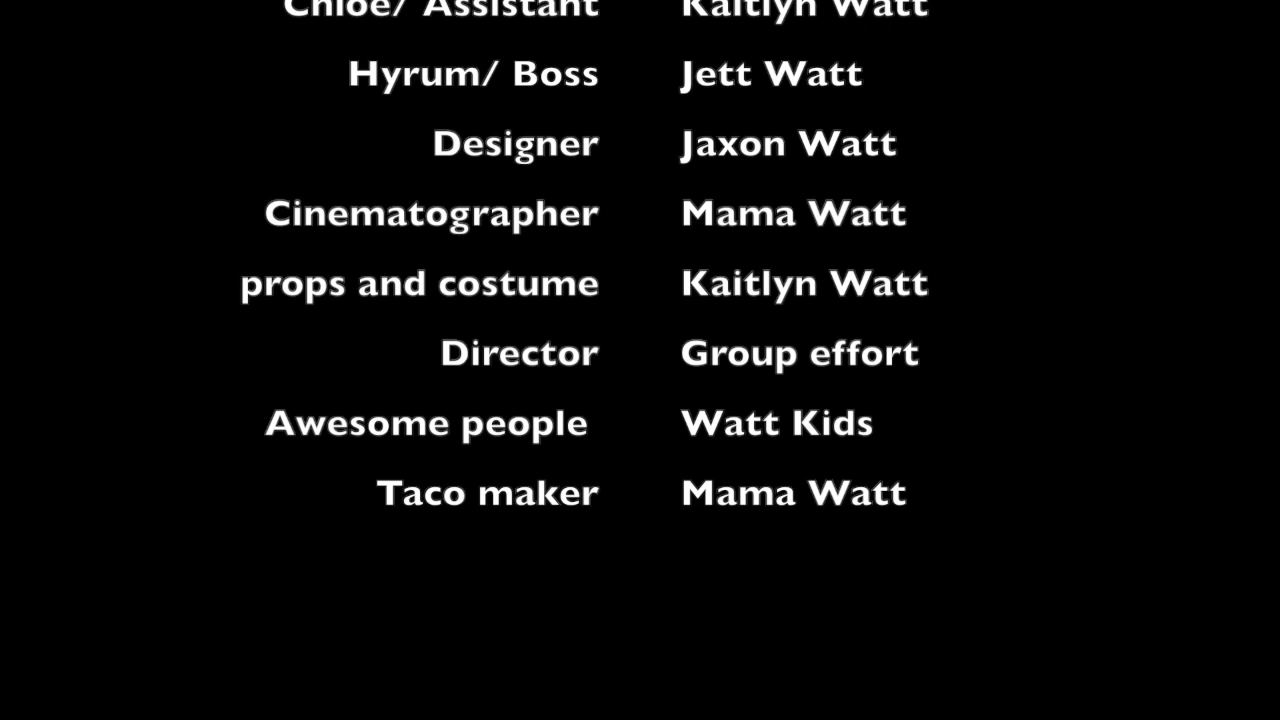 Chloe/ Assistant Kaitlyn Watt
Hyrum/ Boss Jett Watt
Designer Jaxon Watt
Cinematographer Mama Watt
props and costume Kaitlyn Watt
Director Group effort
Awesome people Watt Kids
Taco maker Mama Watt